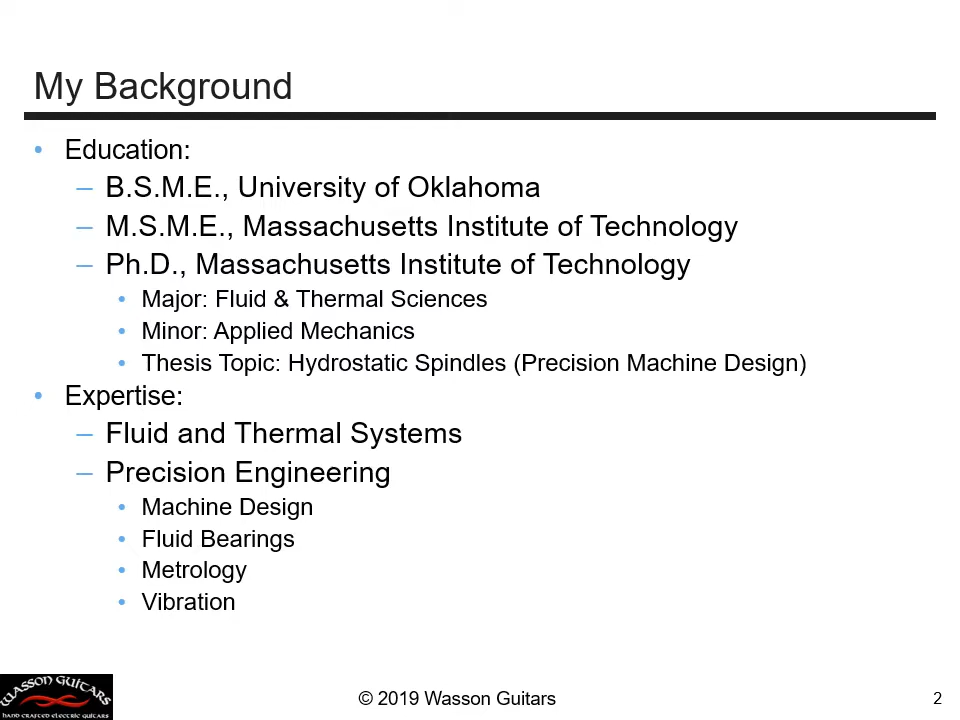 My Background
• Education:
– B.S.M.E., University of Oklahoma
– M.S.M.E., Massachusetts Institute of Technology
– Ph.D., Massachusetts Institute of Technology
• Major: Fluid & Thermal Sciences
• Minor: Applied Mechanics
• Thesis Topic: Hydrostatic Spindles (Precision Machine Design)
• Expertise:
– Fluid and Thermal Systems
– Precision Engineering
• Machine Design
• Fluid Bearings
• Metrology
• Vibration
WASSON GUITARS
HAND CRAFTED ELECTRIC GUITARS
© 2019 Wasson Guitars
2